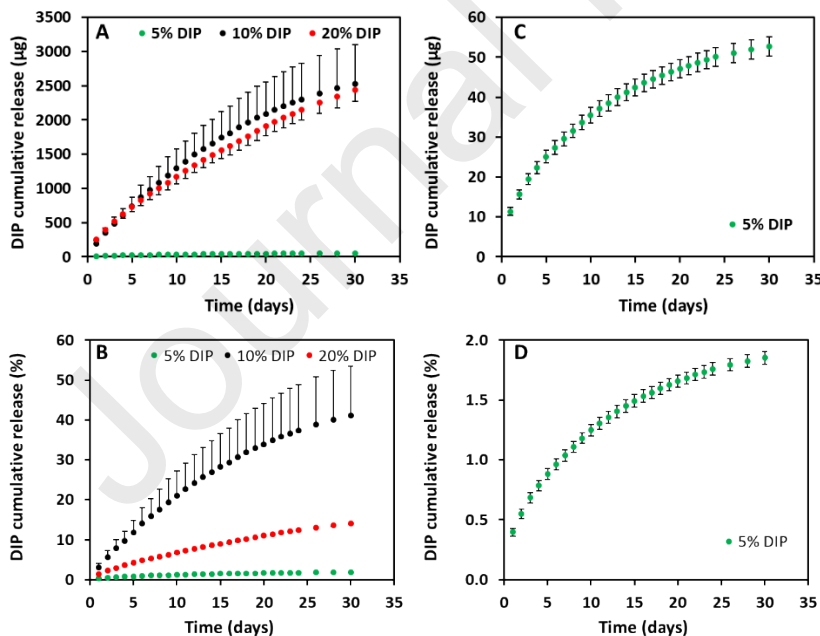 A
5% DIP 10% DIP 20% DIP
DIP cumulative release (µg)
3500
3000
2500
2000
1500
1000
500
0
0 5 10 15 20 25 30 35
Time (days)
C
DIP cumulative release (µg)
60
50
40
30
20
10
0
5% DIP
0 5 10 15 20 25 30 35
Time (days)
B
5% DIP 10% DIP 20% DIP
DIP cumulative release (%)
60
50
40
30
20
10
0
0 5 10 15 20 25 30 35
Time (days)
D
DIP cumulative release (%)
2.0
1.5
1.0
0.5
0.0
5% DIP
0 5 10 15 20 25 30 35
Time (days)
Journal